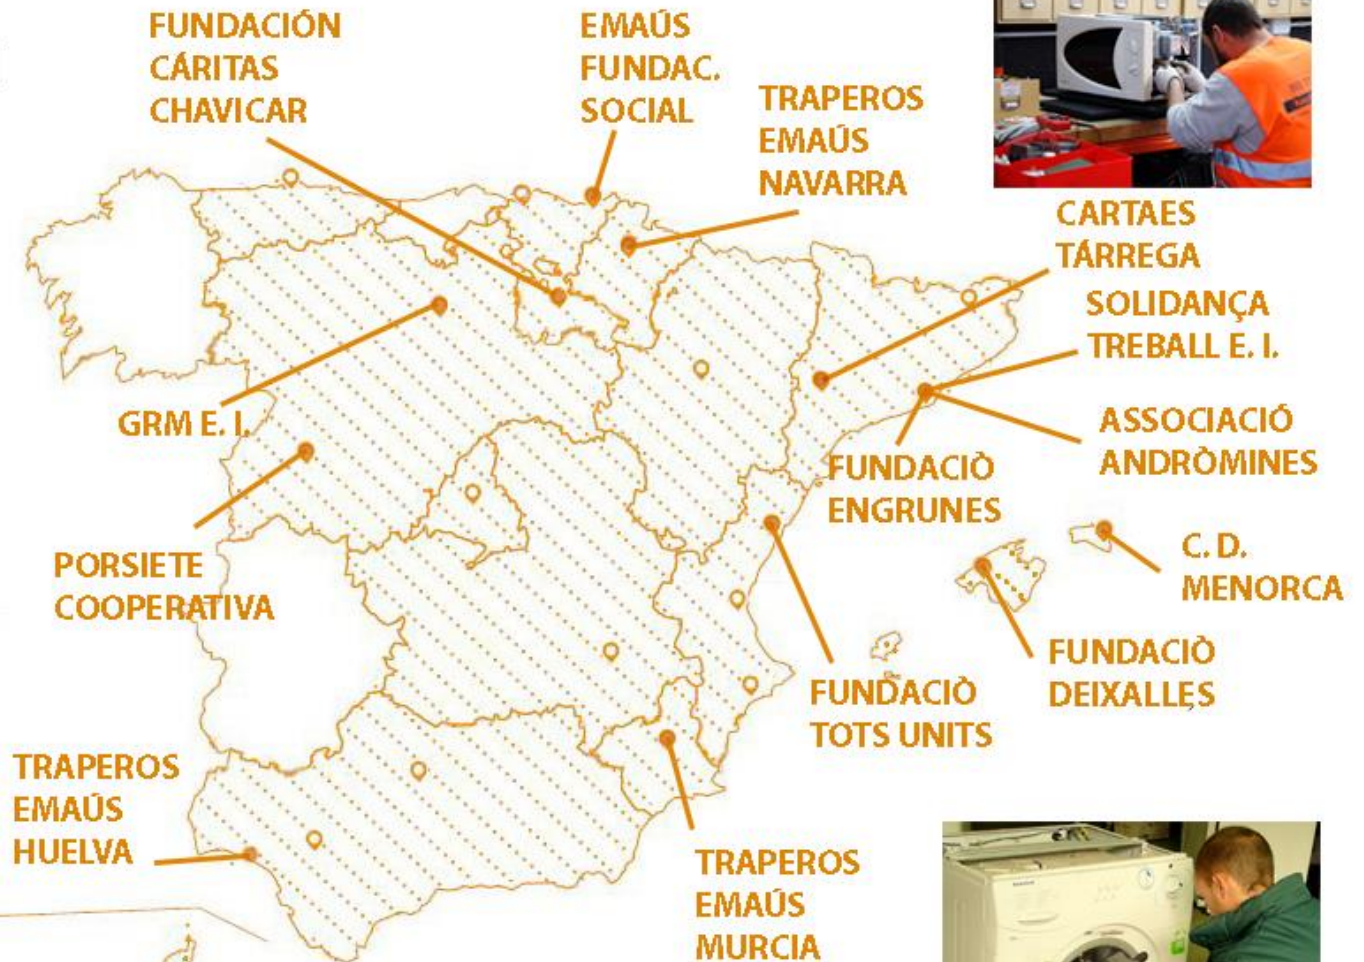 FUNDACIÓN
CÁRITAS
CHAVICAR
EMAÚS
FUNDAC.
SOCIAL
TRAPEROS
EMAÚS
NAVARRA
CARTAES
TÁRREGA
SOLIDANÇA
TREBALL E. I.
GRM E. I.
ASSOCIACIÓ
ANDRÒMINES
FUNDACIÒ
ENGRUNES
C. D.
MENORCA
PORSIETE
COOPERATIVA
FUNDACIÒ
DEIXALLES
FUNDACIÒ
TOTS UNITS
TRAPEROS
EMAÚS
HUELVA
TRAPEROS
EMAÚS
MURCIA